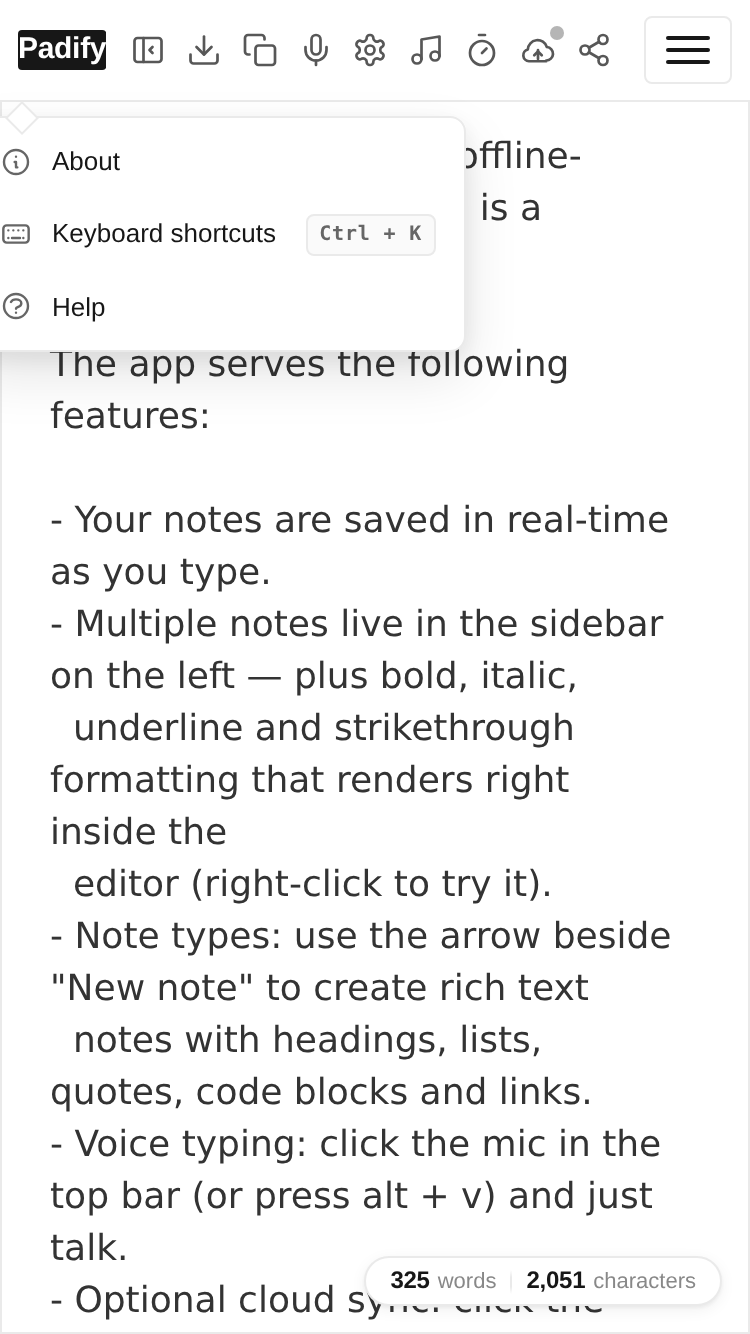 Padify
About
Keyboard shortcuts Ctrl + K
Help
offline-
is a
The app serves the following
features:
- Your notes are saved in real-time
as you type.
- Multiple notes live in the sidebar
on the left — plus bold, italic,
underline and strikethrough
formatting that renders right
inside the
editor (right-click to try it).
- Note types: use the arrow beside
"New note" to create rich text
notes with headings, lists,
quotes, code blocks and links.
- Voice typing: click the mic in the
top bar (or press alt + v) and just
talk.
- Optional cloud sync: click the
325 words 2,051 characters